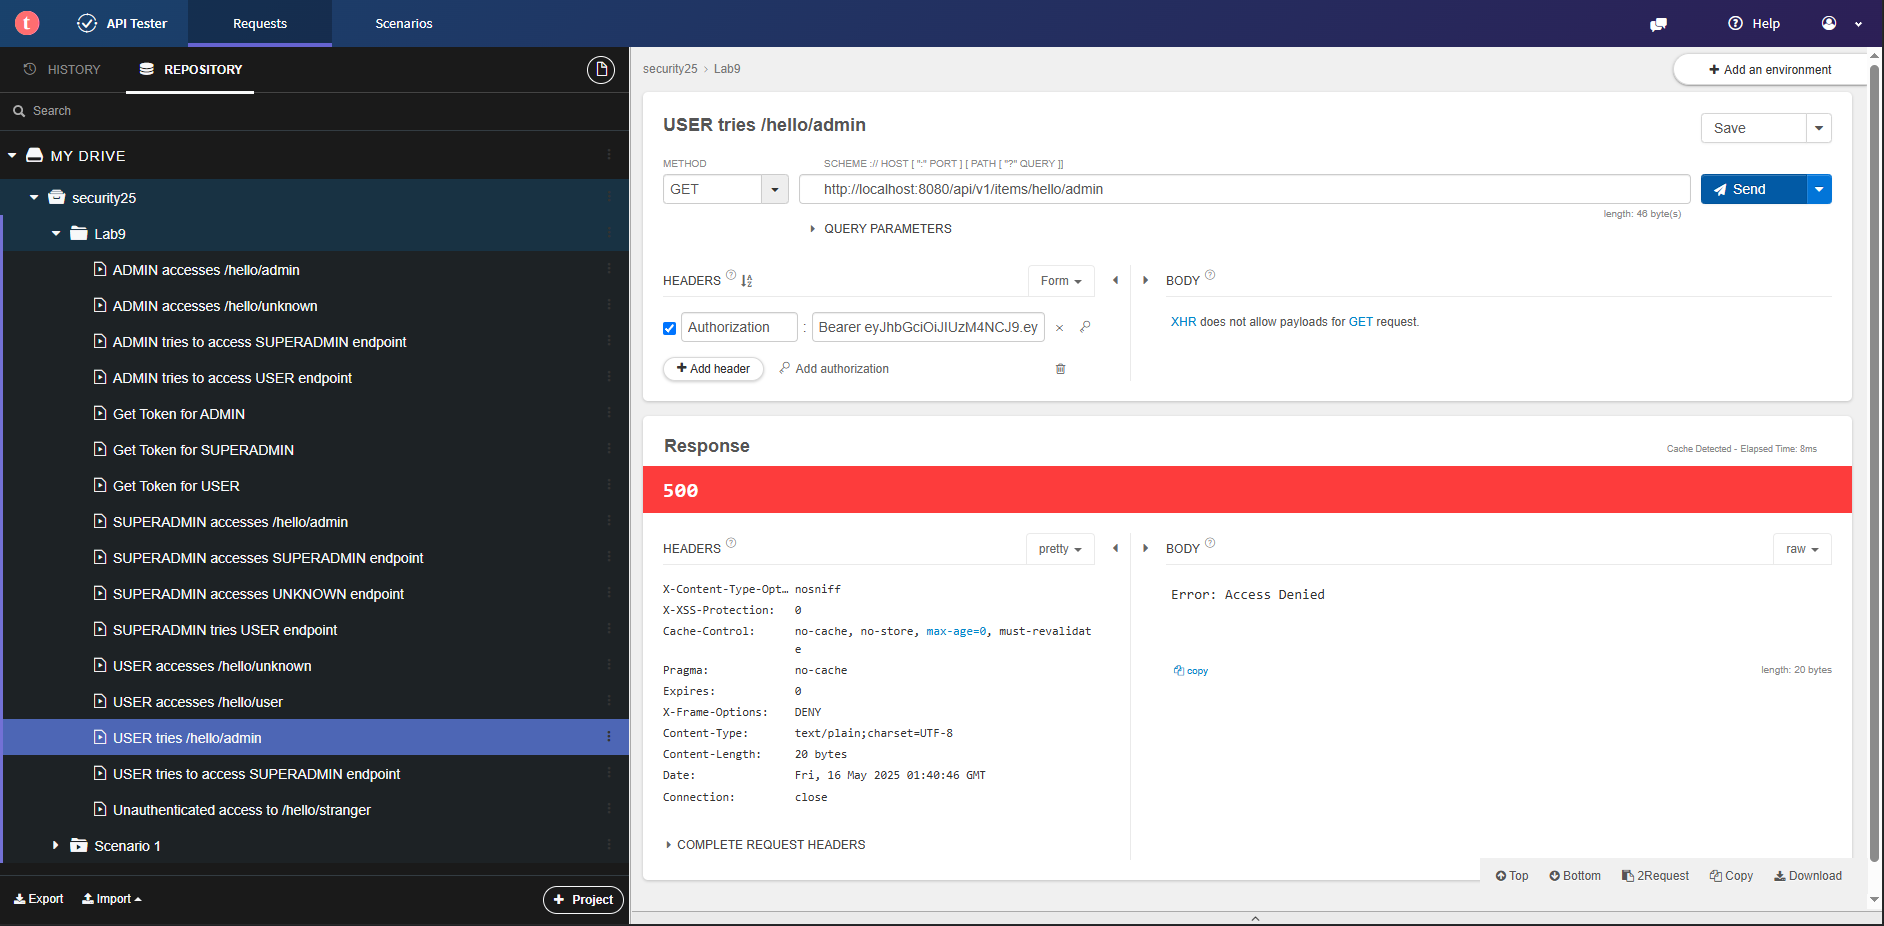 t API Tester Requests Scenarios Help
HISTORY REPOSITORY
Search
MY DRIVE
security25
Lab9
ADMIN accesses /hello/admin
ADMIN accesses /hello/unknown
ADMIN tries to access SUPERADMIN endpoint
ADMIN tries to access USER endpoint
Get Token for ADMIN
Get Token for SUPERADMIN
Get Token for USER
SUPERADMIN accesses /hello/admin
SUPERADMIN accesses SUPERADMIN endpoint
SUPERADMIN accesses UNKNOWN endpoint
SUPERADMIN tries USER endpoint
USER accesses /hello/unknown
USER accesses /hello/user
USER tries /hello/admin
USER tries to access SUPERADMIN endpoint
Unauthenticated access to /hello/stranger
Scenario 1
Export Import + Project
security25 › Lab9
+ Add an environment
USER tries /hello/admin
Save
METHOD SCHEME :// HOST [ ":" PORT ] [ PATH [ "?" QUERY ]]
GET http://localhost:8080/api/v1/items/hello/admin Send
length: 46 byte(s)
QUERY PARAMETERS
HEADERS ? Form BODY ?
Authorization : Bearer eyJhbGciOiJIUzM4NCJ9.ey ×
XHR does not allow payloads for GET request.
+ Add header Add authorization
Response
Cache Detected - Elapsed Time: 8ms
500
HEADERS ? pretty BODY ? raw
X-Content-Type-Opt... nosniff
X-XSS-Protection: 0
Cache-Control: no-cache, no-store, max-age=0, must-revalidat
e
Pragma: no-cache
Expires: 0
X-Frame-Options: DENY
Content-Type: text/plain;charset=UTF-8
Content-Length: 20 bytes
Date: Fri, 16 May 2025 01:40:46 GMT
Connection: close
Error: Access Denied
copy length: 20 bytes
COMPLETE REQUEST HEADERS
Top Bottom 2Request Copy Download